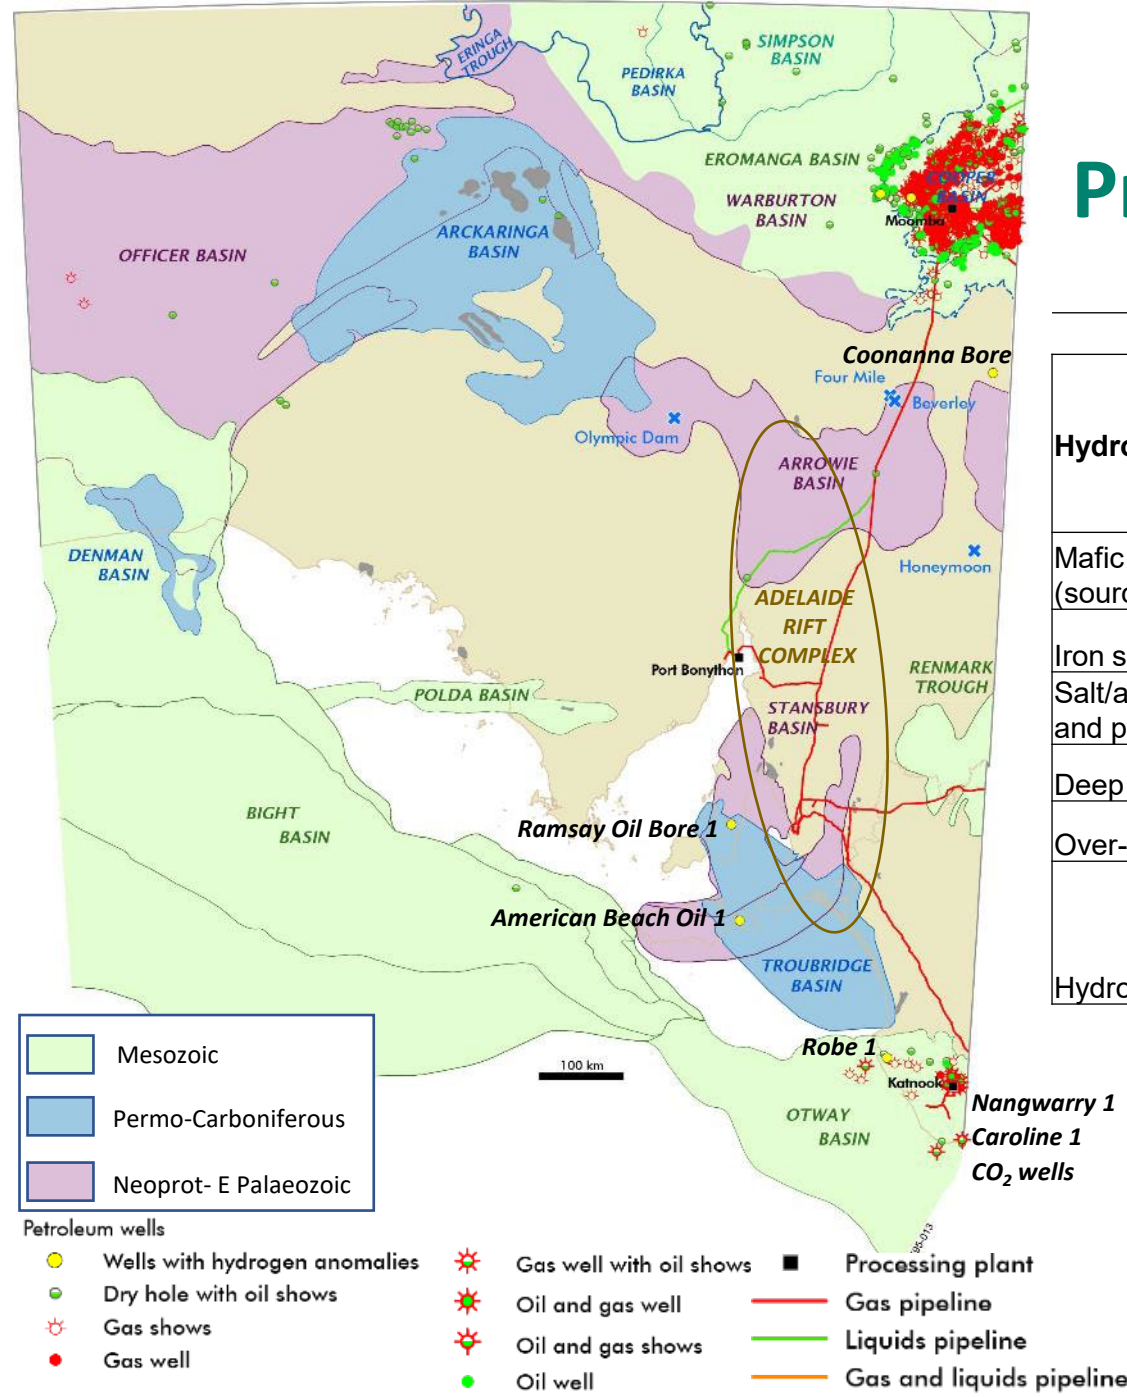 ERINGA
TROUGH
PEDIRKA
BASIN
SIMPSON
BASIN
EROMANGA BASIN
WARBURTON
BASIN
COOPER
BASIN
Moomba
OFFICER BASIN
ARCKARINGA
BASIN
Coonanna Bore
Four Mile
Beverley
Olympic Dam
ARROWIE
BASIN
Honeymoon
DENMAN
BASIN
ADELAIDE
RIFT
COMPLEX
Port Bonython
RENMARK
TROUGH
POLDA BASIN
STANSBURY
BASIN
BIGHT
BASIN
Ramsay Oil Bore 1
American Beach Oil 1
TROUBRIDGE
BASIN
Robe 1
Katnook
OTWAY
BASIN
Nangwarry 1
Caroline 1
CO₂ wells
100 km
95-013
Mesozoic
Permo-Carboniferous
Neoprot- E Palaeozoic
Petroleum wells
Wells with hydrogen anomalies
Dry hole with oil shows
Gas shows
Gas well
Gas well with oil shows
Oil and gas well
Oil and gas shows
Oil well
Processing plant
Gas pipeline
Liquids pipeline
Gas and liquids pipeline
Hydro
Mafic
(sourc
Iron s
Salt/a
and p
Deep
Over-
Hydro